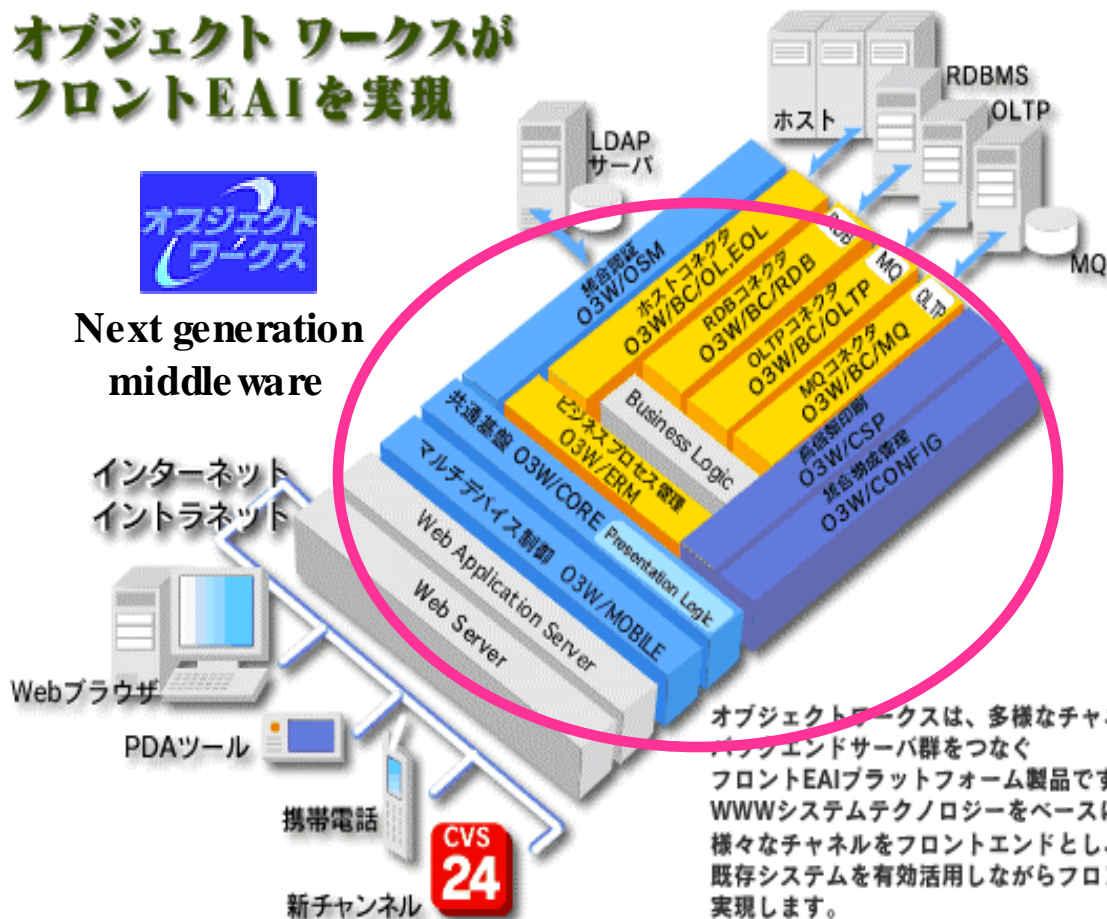 オブジェクト ワークスが
フロントEAIを実現
オブジェクト
ワークス
Next generation
middleware
LDAP
サーバ
ホスト
RDBMS
OLTP
MQ
統合認証
O3W/OSM
ホストコネクタ
O3W/BC/OL,EOL
RDBコネクタ
O3W/BC/RDB
RDB
OLTPコネクタ
O3W/BC/OLTP
MQ
MQコネクタ
O3W/BC/MQ
OLTP
Business Logic
O3W/CSP
統合構成管理
O3W/CONFIG
ビジネスプロセス管理
O3W/ERM
共通基盤 O3W/CORE
Presentation Logic
マルチデバイス制御 O3W/MOBILE
Web Application Server
Web Server
インターネット
イントラネット
Webブラウザ
PDAツール
携帯電話
新チャンネル
CVS
24
オブジェクトワークスは、多様なチャ
バックエンドサーバ群をつなぐ
フロントEAIプラットフォーム製品です
WWWシステムテクノロジーをベースに
様々なチャネルをフロントエンドとし、
既存システムを有効活用しながらフロ
実現します。